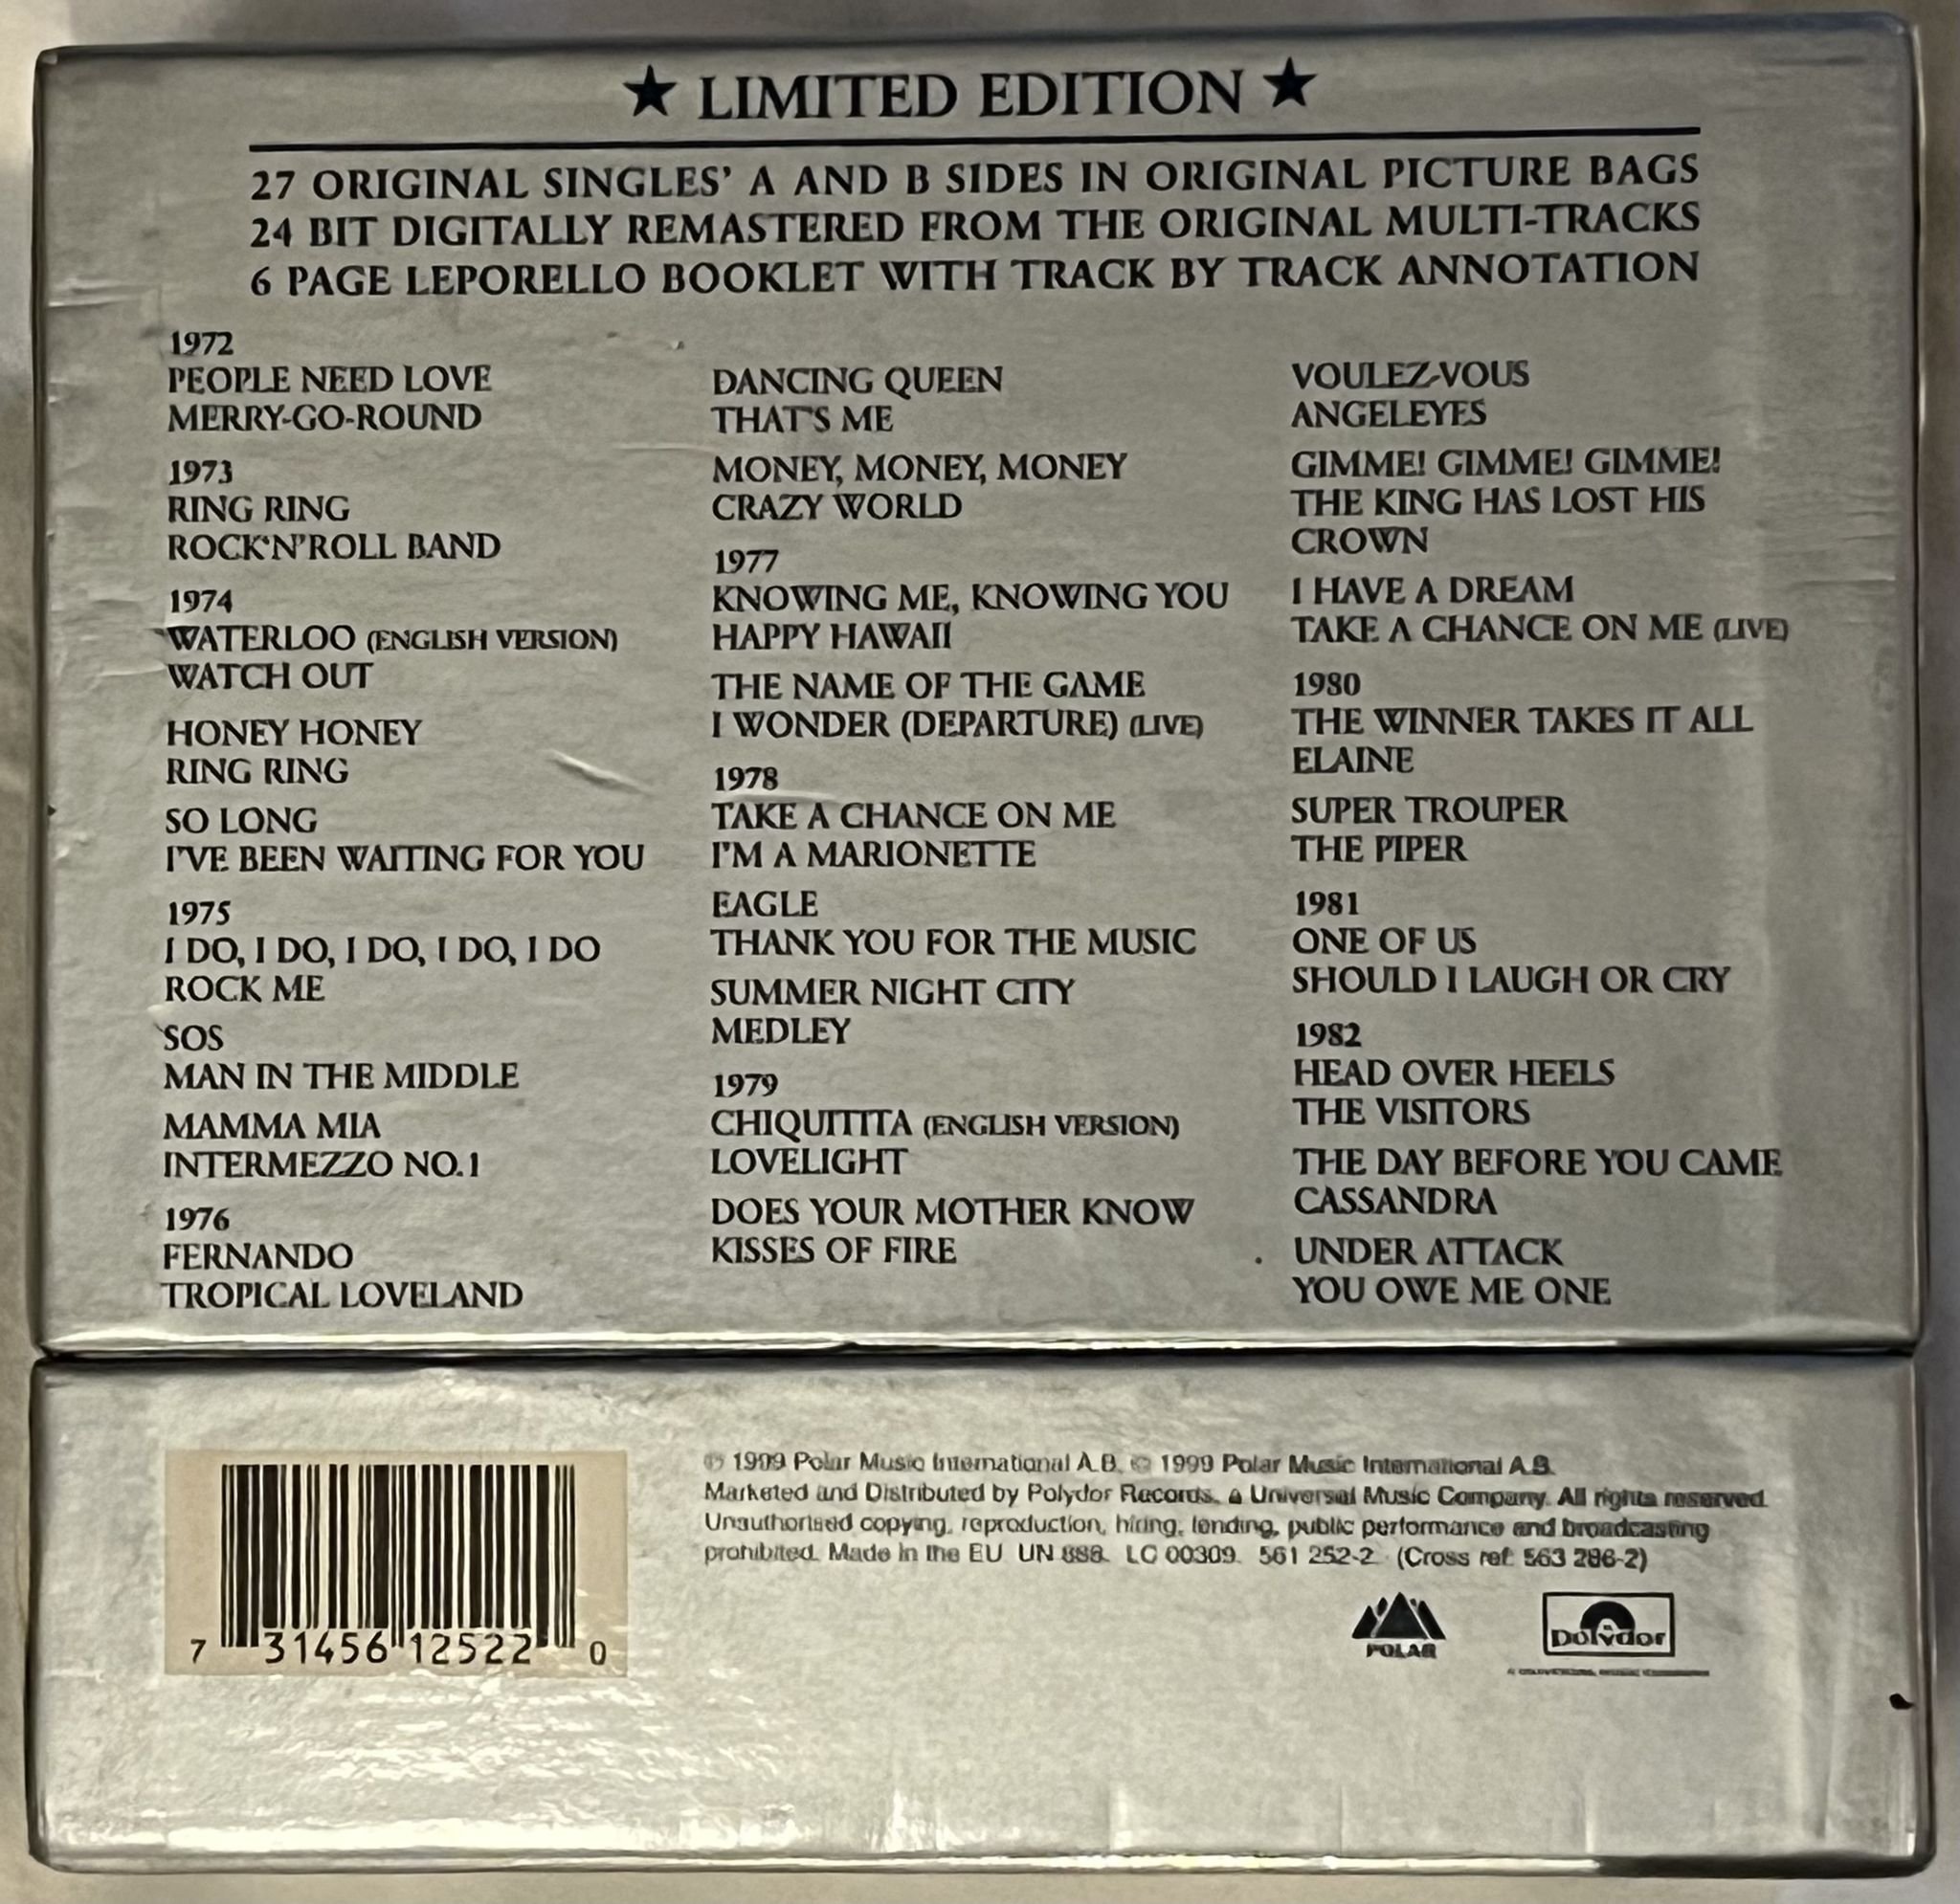 ★ LIMITED EDITION ★
27 ORIGINAL SINGLES' A AND B SIDES IN ORIGINAL PICTURE BAGS
24 BIT DIGITALLY REMASTERED FROM THE ORIGINAL MULTI-TRACKS
6 PAGE LEPORELLO BOOKLET WITH TRACK BY TRACK ANNOTATION
1972
PEOPLE NEED LOVE
MERRY-GO-ROUND
1973
RING RING
ROCK'N'ROLL BAND
1974
WATERLOO (ENGLISH VERSION)
WATCH OUT
HONEY HONEY
RING RING
SO LONG
I'VE BEEN WAITING FOR YOU
1975
I DO, I DO, I DO, I DO, I DO
ROCK ME
SOS
MAN IN THE MIDDLE
MAMMA MIA
INTERMEZZO NO.1
1976
FERNANDO
TROPICAL LOVELAND
DANCING QUEEN
THAT'S ME
MONEY, MONEY, MONEY
CRAZY WORLD
1977
KNOWING ME, KNOWING YOU
HAPPY HAWAII
THE NAME OF THE GAME
I WONDER (DEPARTURE) (LIVE)
1978
TAKE A CHANCE ON ME
I'M A MARIONETTE
EAGLE
THANK YOU FOR THE MUSIC
SUMMER NIGHT CITY
MEDLEY
1979
CHIQUITITA (ENGLISH VERSION)
LOVELIGHT
DOES YOUR MOTHER KNOW
KISSES OF FIRE
VOULEZ-VOUS
ANGELEYES
GIMME! GIMME! GIMME!
THE KING HAS LOST HIS
CROWN
I HAVE A DREAM
TAKE A CHANCE ON ME (LIVE)
1980
THE WINNER TAKES IT ALL
ELAINE
SUPER TROUPER
THE PIPER
1981
ONE OF US
SHOULD I LAUGH OR CRY
1982
HEAD OVER HEELS
THE VISITORS
THE DAY BEFORE YOU CAME
CASSANDRA
UNDER ATTACK
YOU OWE ME ONE
7 31456 12522 0
℗ 1999 Polar Music International A.B. © 1999 Polar Music International A.B.
Marketed and Distributed by Polydor Records, a Universal Music Company. All rights reserved.
Unauthorised copying, reproduction, hiring, lending, public performance and broadcasting
prohibited. Made in the EU UN 888. LC 00309. 561 252-2 (Cross ref: 563 286-2)
POLAR
Polydor